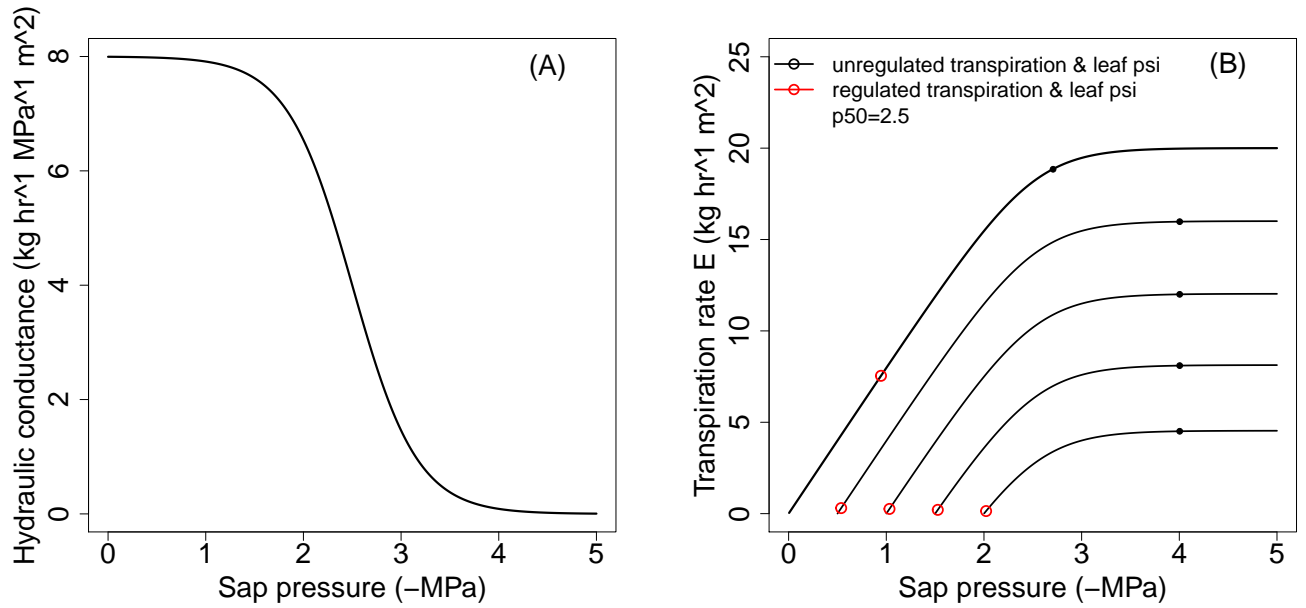 Hydraulic conductance (kg hr^1 MPa^1 m^2)
8
6
4
2
0
(A)
0 1 2 3 4 5
Sap pressure (−MPa)
Transpiration rate E (kg hr^1 m^2)
25
20
15
10
5
0
unregulated transpiration & leaf psi
regulated transpiration & leaf psi
p50=2.5
(B)
0 1 2 3 4 5
Sap pressure (−MPa)